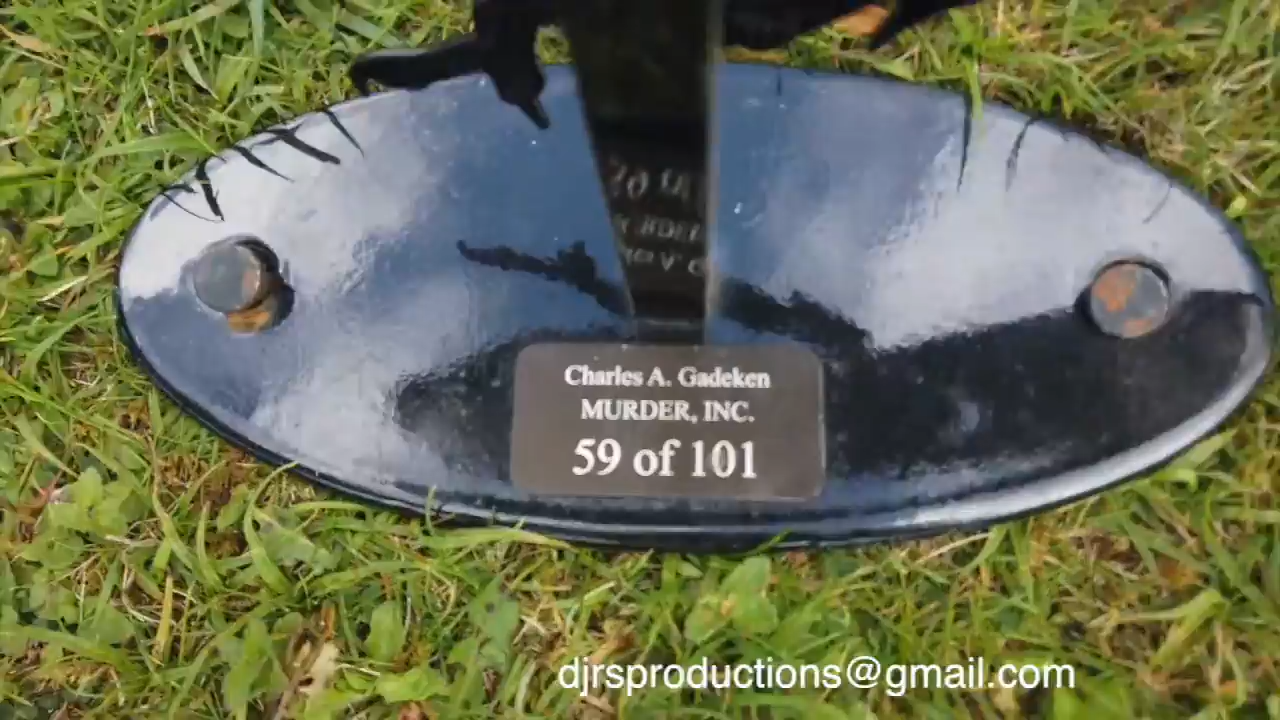 Charles A. Gadeken
MURDER, INC.
59 of 101
djrsproductions@gmail.com